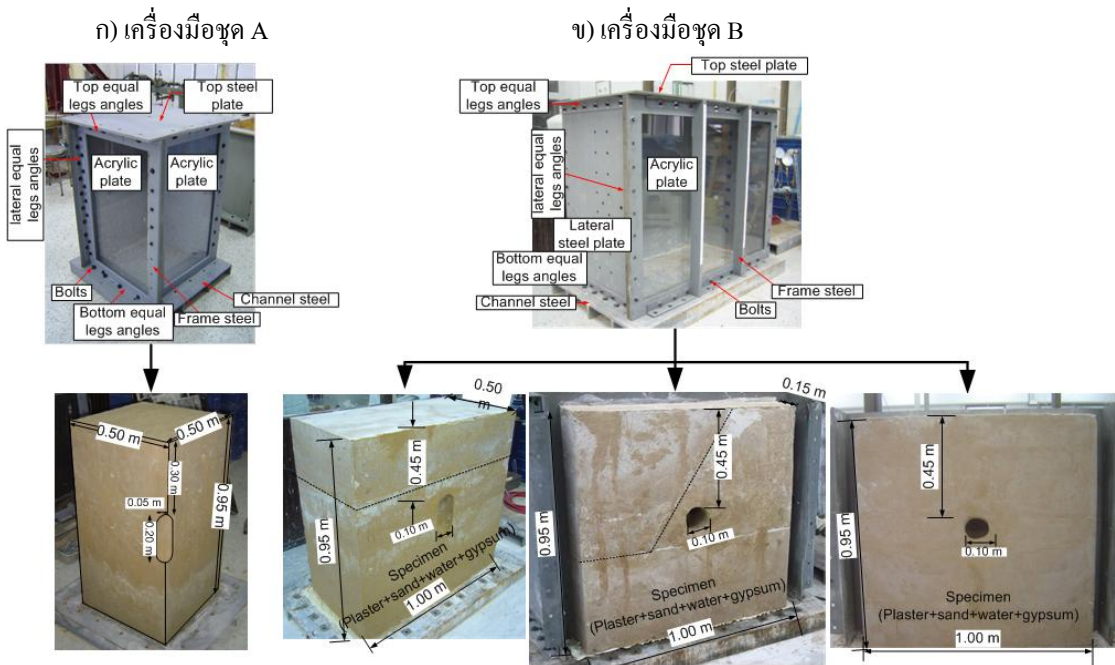 ก) เครื่องมือชุด A
ข) เครื่องมือชุด B
Top equal
legs angles
Top steel
plate
lateral equal
legs angles
Acrylic
plate
Acrylic
plate
Bolts
Bottom equal
legs angles
Frame steel
Channel steel
Top equal
legs angles
Top steel plate
lateral equal
legs angles
Acrylic
plate
Lateral
steel plate
Bottom equal
legs angles
Channel steel
Frame steel
Bolts
0.50 m
0.50 m
0.30 m
0.95 m
0.05 m
0.20 m
0.50
m
0.45 m
0.95 m
0.10 m
Specimen
(Plaster+sand+water+gypsum)
1.00 m
0.15 m
0.45 m
0.95 m
0.10 m
Specimen
(Plaster+sand+water+gypsum)
1.00 m
0.45 m
0.95 m
0.10 m
Specimen
(Plaster+sand+water+gypsum)
1.00 m